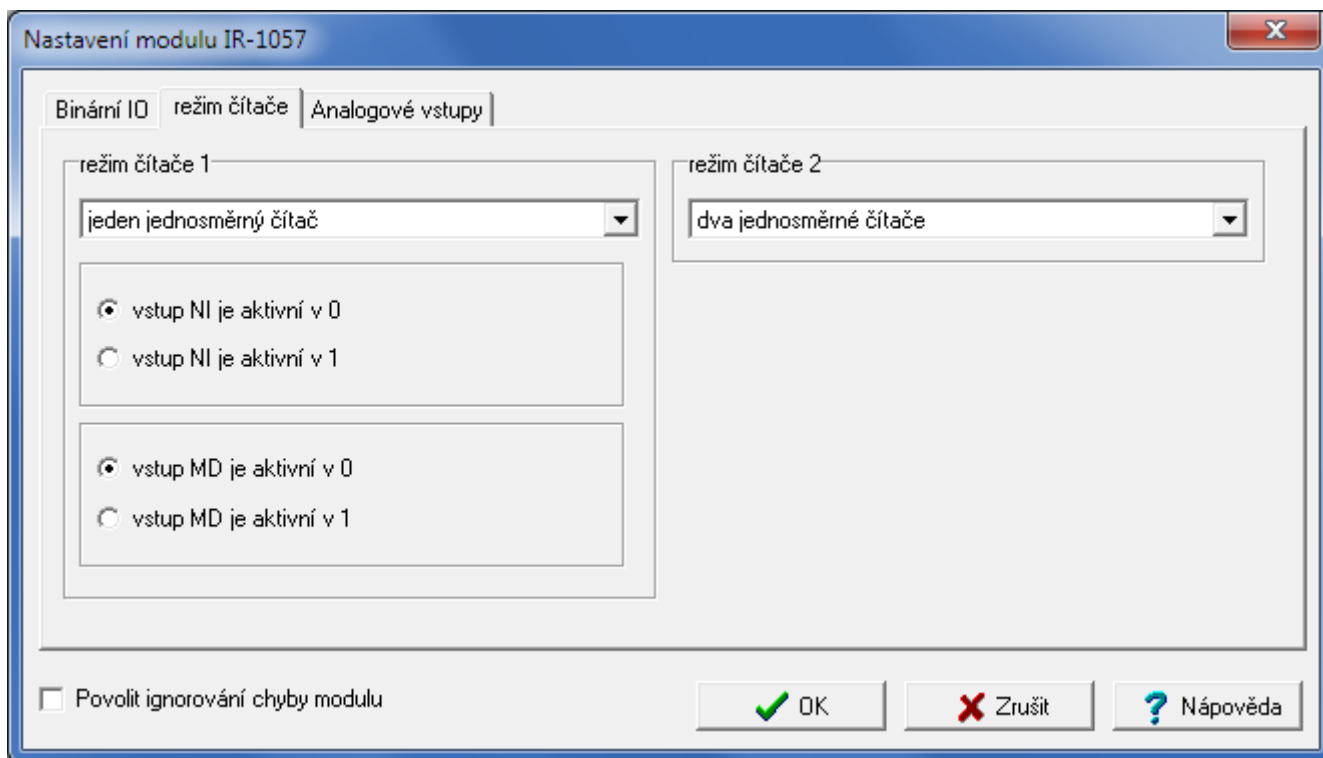 Nastavení modulu IR-1057
Binární IO režim čítače Analogové vstupy
režim čítače 1
jeden jednosměrný čítač
vstup NI je aktivní v 0
vstup NI je aktivní v 1
vstup MD je aktivní v 0
vstup MD je aktivní v 1
režim čítače 2
dva jednosměrné čítače
Povolit ignorování chyby modulu
OK Zrušit Nápověda